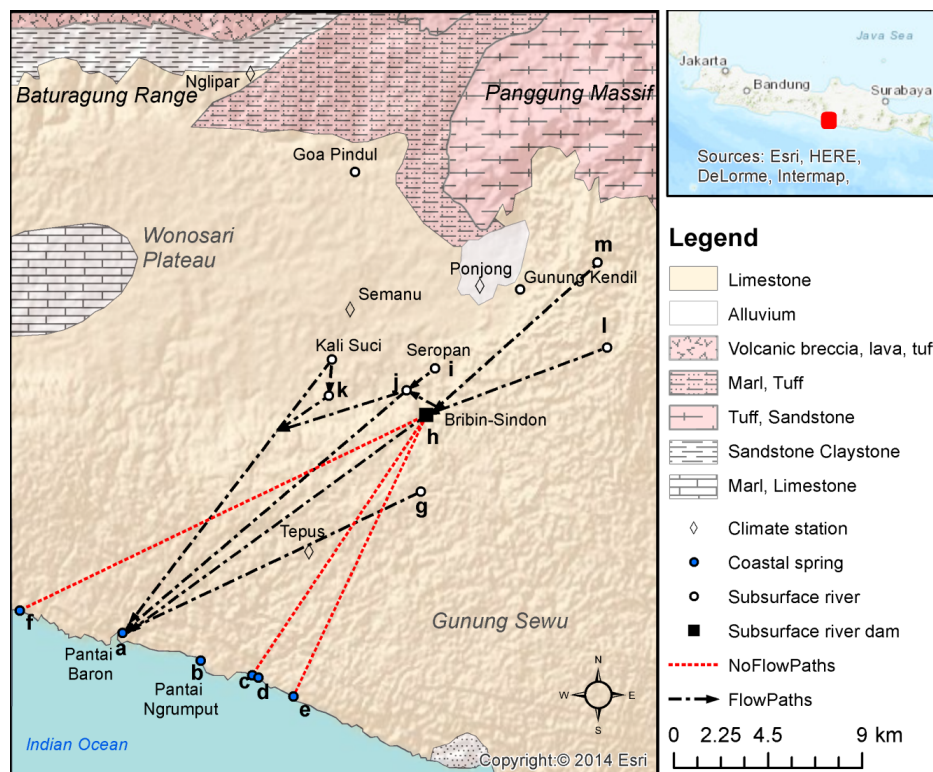 Nglipar
Baturagung Range
Panggung Massif
Goa Pindul
Wonosari
Plateau
m
Ponjong
Gunung Kendil
Semanu
Kali Suci
Seropan
l
i
j
k
Bribin-Sindon
h
g
Tepus
f
Gunung Sewu
a
Pantai
Baron
b
c
d
Pantai
Ngrumput
e
N
W
E
S
Indian Ocean
Copyright:© 2014 Esri
Java Sea
Jakarta
Bandung
Surabaya
Sources: Esri, HERE,
DeLorme, Intermap,
Legend
Limestone
Alluvium
Volcanic breccia, lava, tuff
Marl, Tuff
Tuff, Sandstone
Sandstone Claystone
Marl, Limestone
Climate station
Coastal spring
Subsurface river
Subsurface river dam
NoFlowPaths
FlowPaths
0 2.25 4.5 9 km